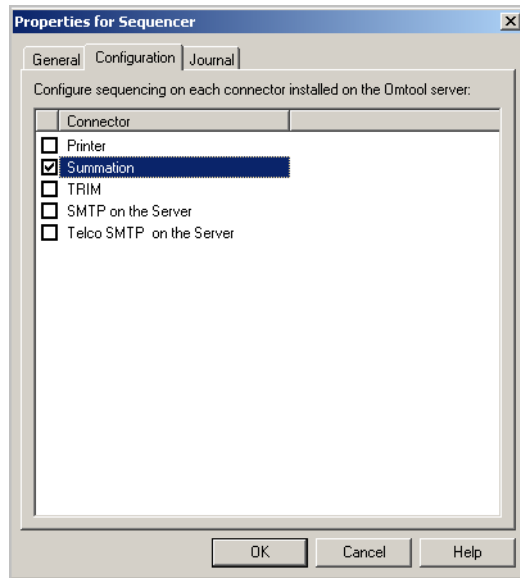 Properties for Sequencer
General Configuration Journal
Configure sequencing on each connector installed on the Omtool server:
Connector
Printer
Summation
TRIM
SMTP on the Server
Telco SMTP on the Server
OK Cancel Help